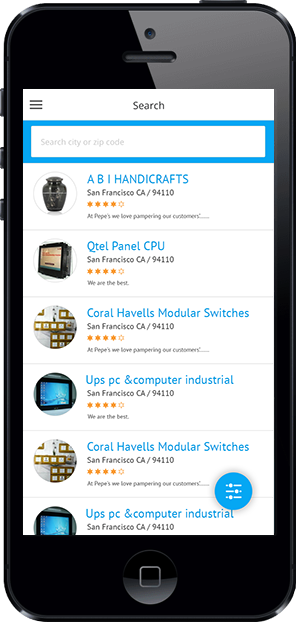 Search
Search city or zip code
A B I HANDICRAFTS
San Francisco CA / 94110
At Pepe's we love pampering our customers'......
Qtel Panel CPU
San Francisco CA / 94110
We are the best.
Coral Havells Modular Switches
San Francisco CA / 94110
At Pepe's we love pampering our customers'......
Ups pc &computer industrial
San Francisco CA / 94110
We are the best.
Coral Havells Modular Switches
San Francisco CA / 94110
At Pepe's we love pampering our customers'......
Ups pc &computer industrial
San Francisco CA / 94110